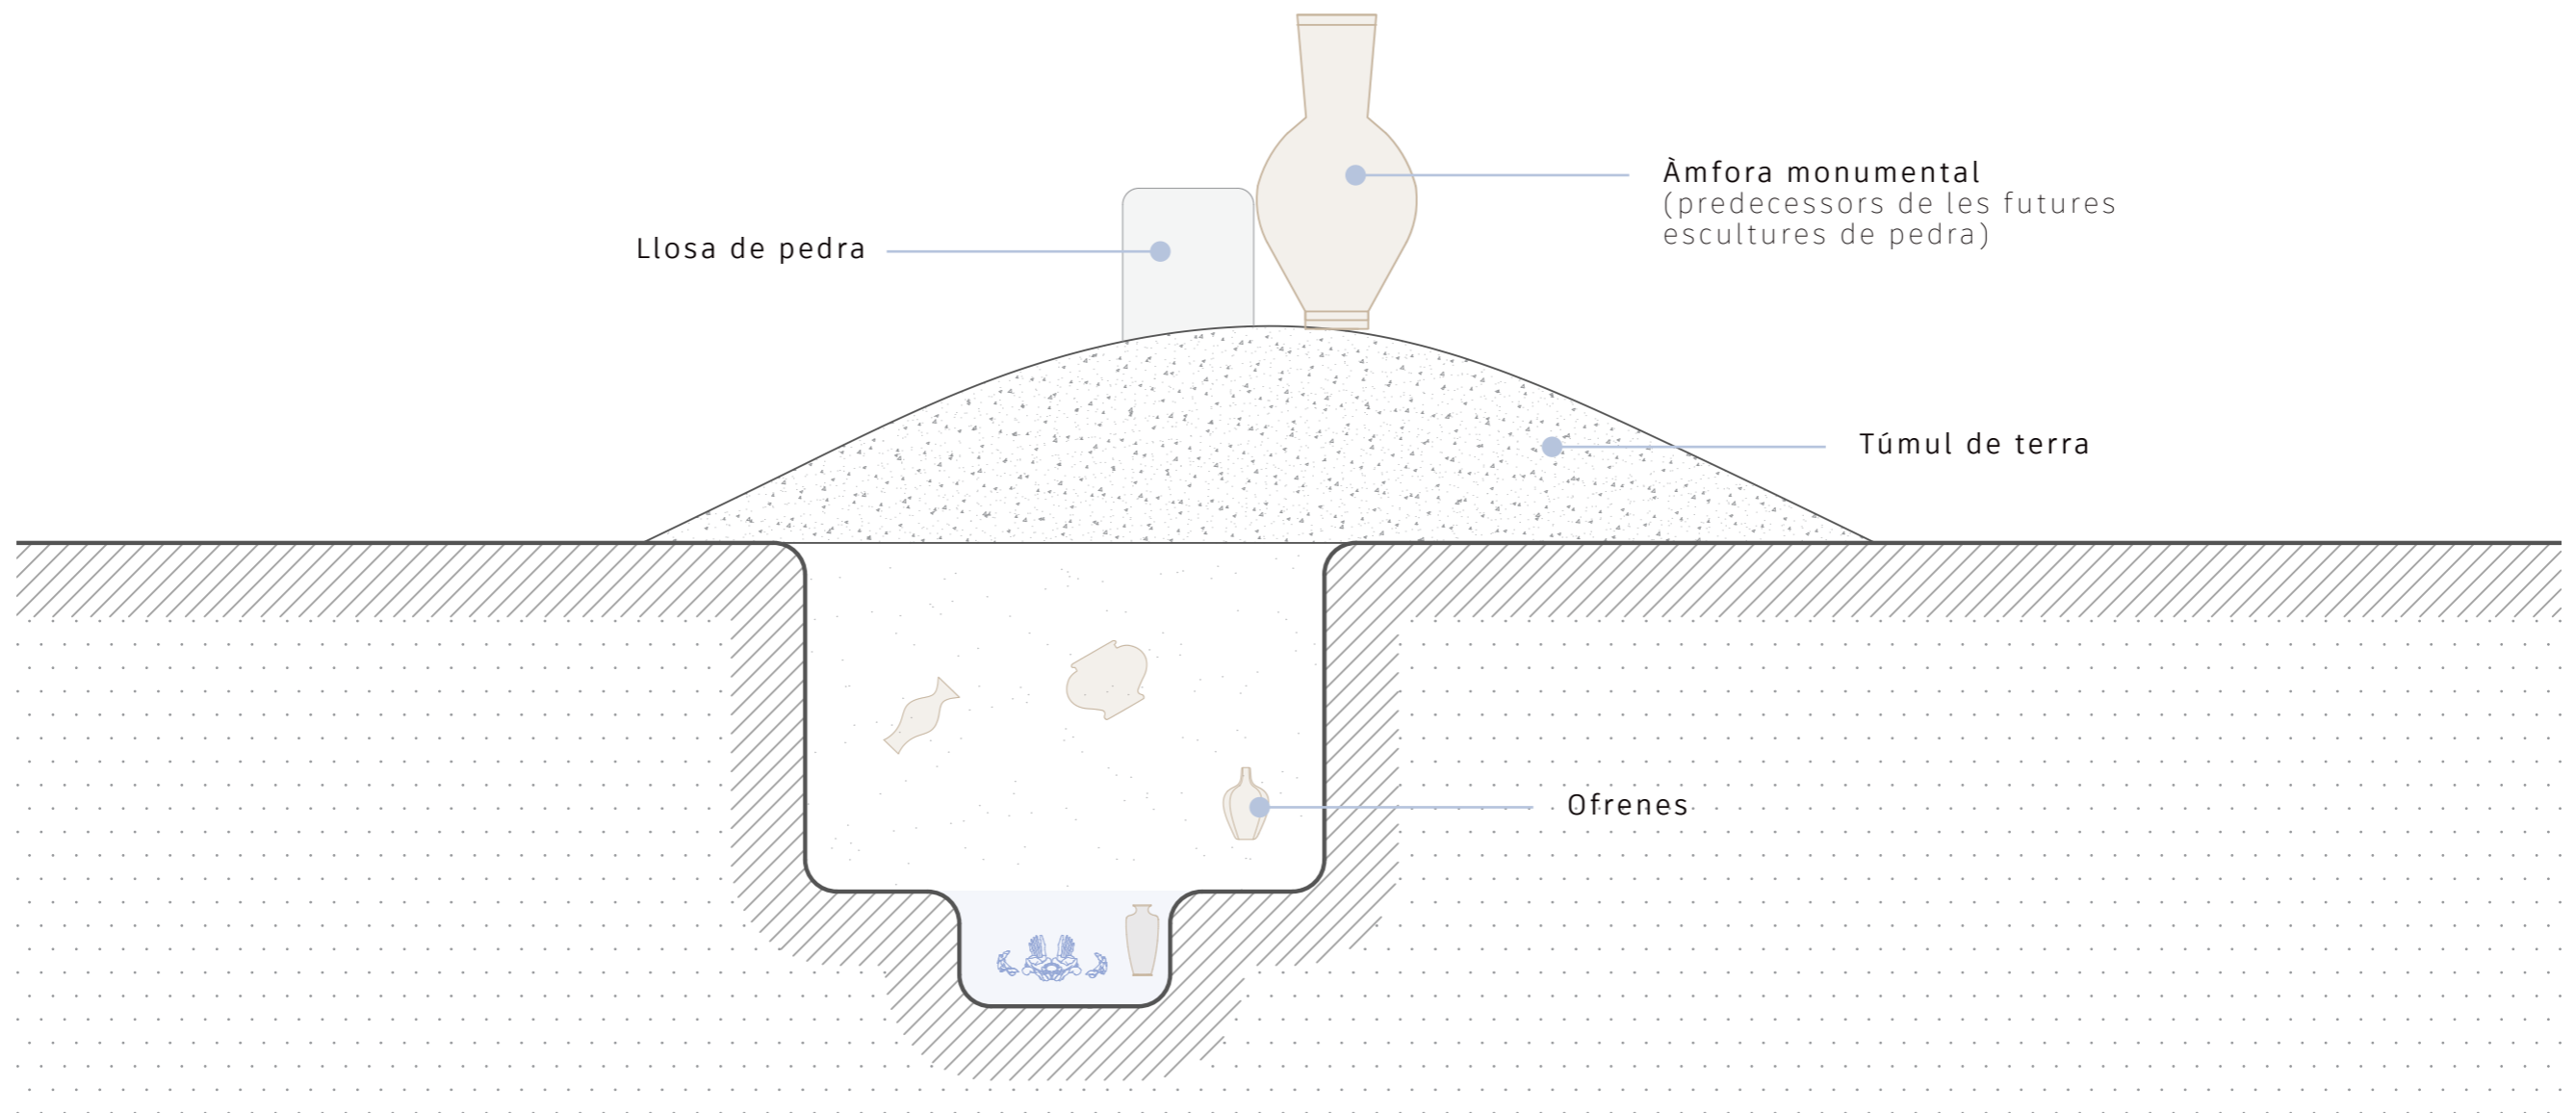 Àmfora monumental
(predecessors de les futures
escultures de pedra)
Llosa de pedra
Túmul de terra
Ofrenes